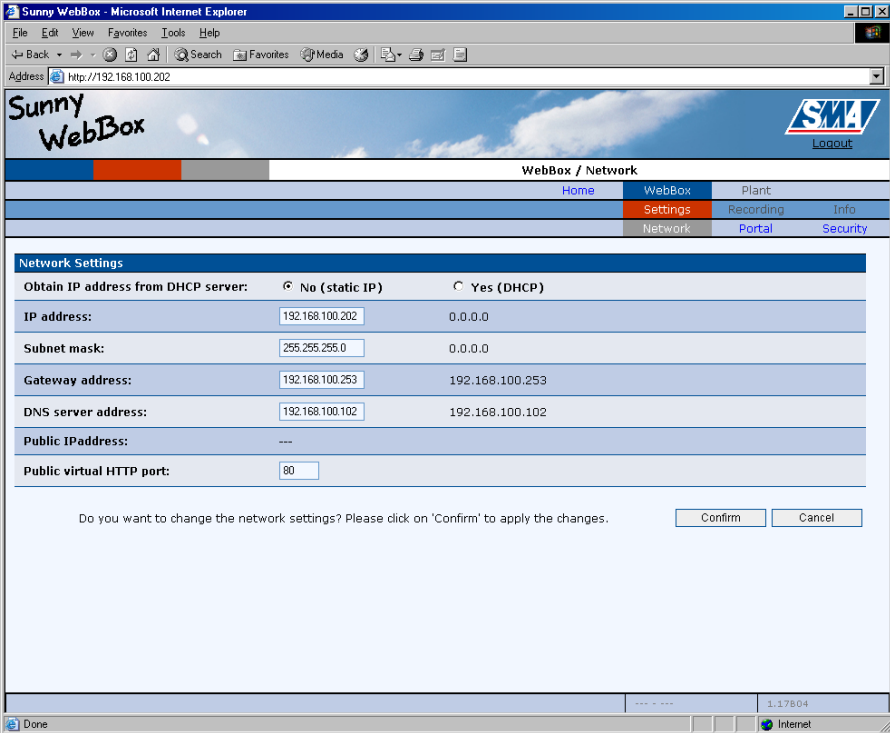 Sunny WebBox - Microsoft Internet Explorer
File Edit View Favorites Tools Help
Back Search Favorites Media
Address http://192.168.100.202
Sunny
WebBox
SMA
Logout
WebBox / Network
Home WebBox Plant
Settings Recording Info
Network Portal Security
Network Settings
Obtain IP address from DHCP server: No (static IP) Yes (DHCP)
IP address: 192.168.100.202 0.0.0.0
Subnet mask: 255.255.255.0 0.0.0.0
Gateway address: 192.168.100.253 192.168.100.253
DNS server address: 192.168.100.102 192.168.100.102
Public IPaddress: ---
Public virtual HTTP port: 80
Do you want to change the network settings? Please click on 'Confirm' to apply the changes. Confirm Cancel
--- - --- 1.17B04
Done Internet